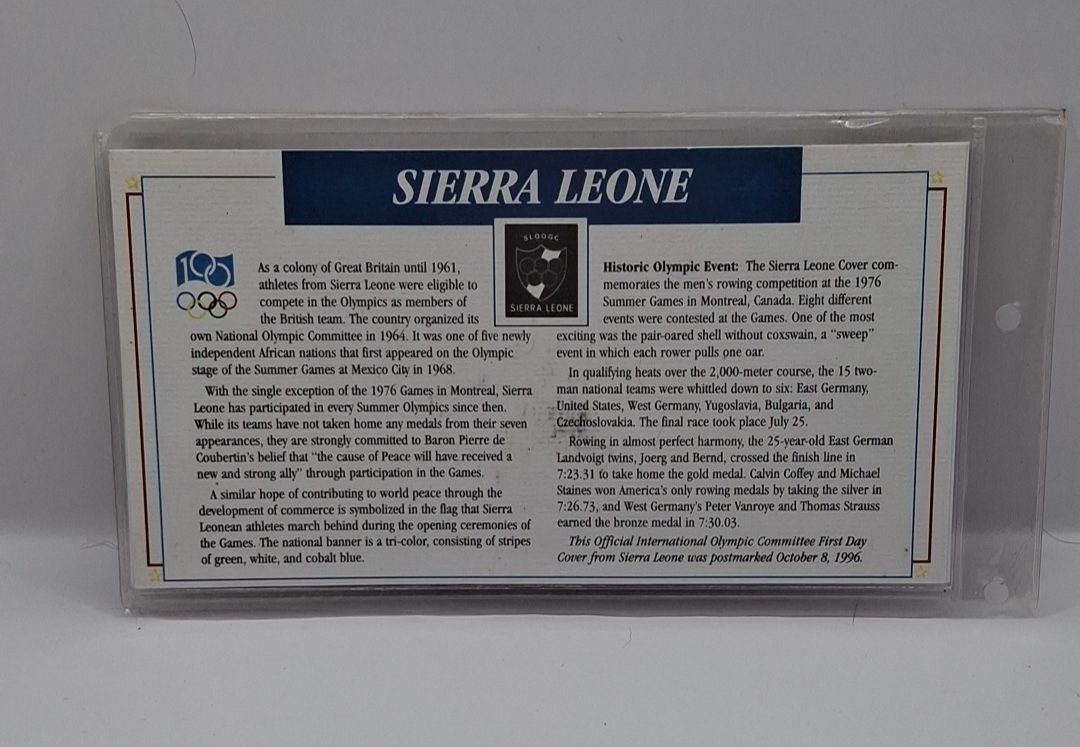 SIERRA LEONE
100
As a colony of Great Britain until 1961,
athletes from Sierra Leone were eligible to
compete in the Olympics as members of
the British team. The country organized its
own National Olympic Committee in 1964. It was one of five newly
independent African nations that first appeared on the Olympic
stage of the Summer Games at Mexico City in 1968.
With the single exception of the 1976 Games in Montreal, Sierra
Leone has participated in every Summer Olympics since then.
While its teams have not taken home any medals from their seven
appearances, they are strongly committed to Baron Pierre de
Coubertin's belief that "the cause of Peace will have received a
new and strong ally" through participation in the Games.
A similar hope of contributing to world peace through the
development of commerce is symbolized in the flag that Sierra
Leonean athletes march behind during the opening ceremonies of
the Games. The national banner is a tri-color, consisting of stripes
of green, white, and cobalt blue.
SLOOGC
SIERRA LEONE
Historic Olympic Event: The Sierra Leone Cover com-
memorates the men's rowing competition at the 1976
Summer Games in Montreal, Canada. Eight different
events were contested at the Games. One of the most
exciting was the pair-oared shell without coxswain, a "sweep"
event in which each rower pulls one oar.
In qualifying heats over the 2,000-meter course, the 15 two-
man national teams were whittled down to six: East Germany,
United States, West Germany, Yugoslavia, Bulgaria, and
Czechoslovakia. The final race took place July 25.
Rowing in almost perfect harmony, the 25-year-old East German
Landvoigt twins, Joerg and Bernd, crossed the finish line in
7:23.31 to take home the gold medal. Calvin Coffey and Michael
Staines won America's only rowing medals by taking the silver in
7:26.73, and West Germany's Peter Vanroye and Thomas Strauss
earned the bronze medal in 7:30.03.
This Official International Olympic Committee First Day
Cover from Sierra Leone was postmarked October 8, 1996.